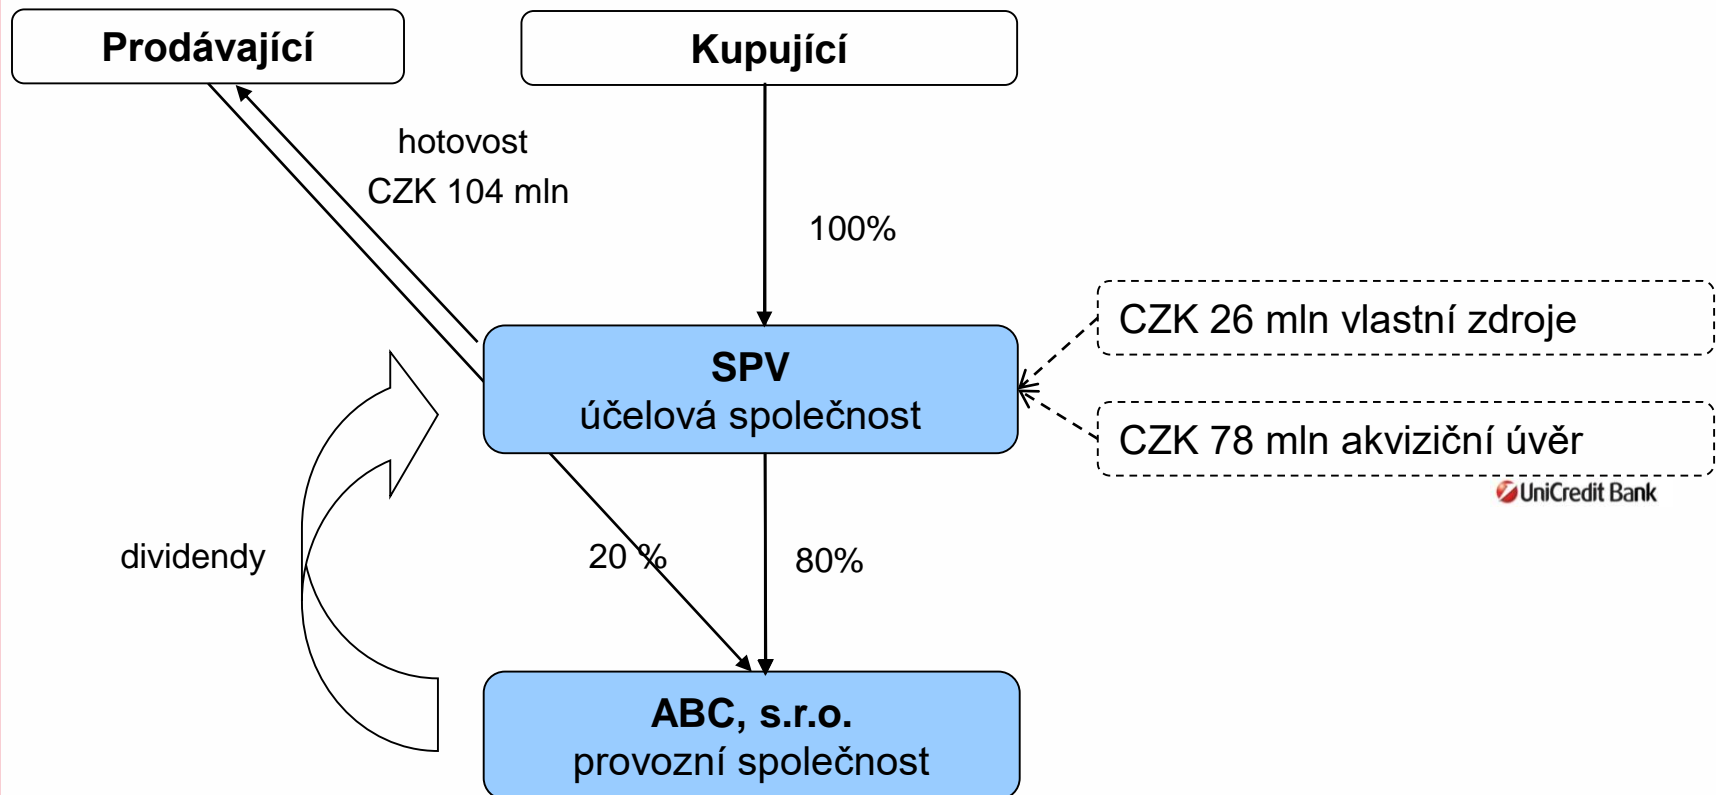 Prodávající
Kupující
hotovost
CZK 104 mln
100%
CZK 26 mln vlastní zdroje
SPV
účelová společnost
CZK 78 mln akviziční úvěr
UniCredit Bank
dividendy
20 %
80%
ABC, s.r.o.
provozní společnost